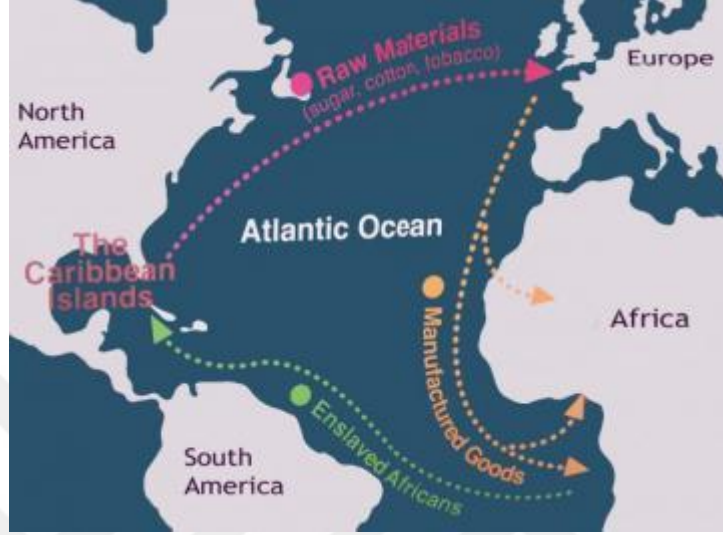 Raw Materials
(sugar, cotton, tobacco)
Europe
North
America
Atlantic Ocean
The
Caribbean
Islands
Africa
Manufactured Goods
Enslaved Africans
South
America